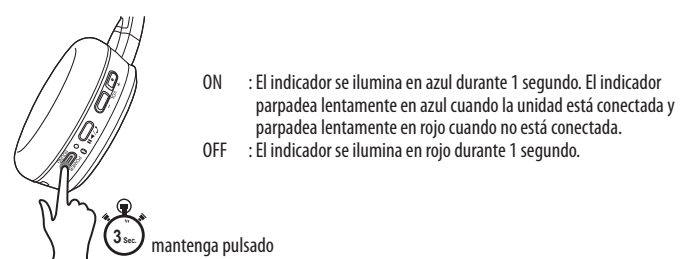 ON : El indicador se ilumina en azul durante 1 segundo. El indicador
parpadea lentamente en azul cuando la unidad está conectada y
parpadea lentamente en rojo cuando no está conectada.
OFF : El indicador se ilumina en rojo durante 1 segundo.
3 Sec.
mantenga pulsado